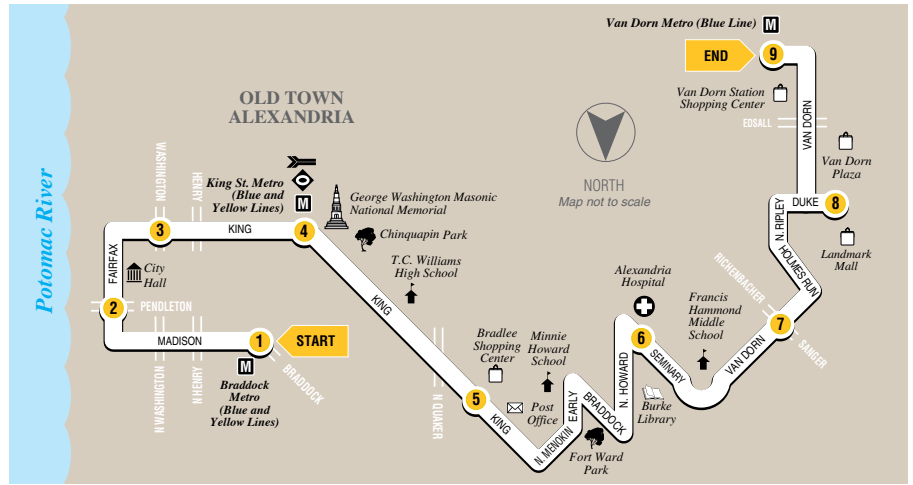 Van Dorn Metro (Blue Line)
M
9
END
Van Dorn Station
Shopping Center
EDSALL
VAN DORN
Van Dorn
Plaza
OLD TOWN
ALEXANDRIA
NORTH
Map not to scale
Potomac River
WASHINGTON
HENRY
King St. Metro
(Blue and
Yellow Lines)
M
George Washington Masonic
National Memorial
Chinquapin Park
T.C. Williams
High School
3
KING
4
FAIRFAX
City
Hall
2
PENDLETON
MADISON
1
START
M
Braddock
Metro
(Blue and
Yellow Lines)
N WASHINGTON
N HENRY
BRADDOCK
KING
N QUAKER
Bradlee
Shopping
Center
5
KING
Post
Office
Minnie
Howard
School
N. MENOKIN
EARLY
BRADDOCK
Fort Ward
Park
N. HOWARD
Alexandria
Hospital
6
SEMINARY
Burke
Library
Francis
Hammond
Middle
School
VAN DORN
7
RICHENBACHER
SANGER
HOLMES RUN
N. RIPLEY
DUKE
8
Landmark
Mall